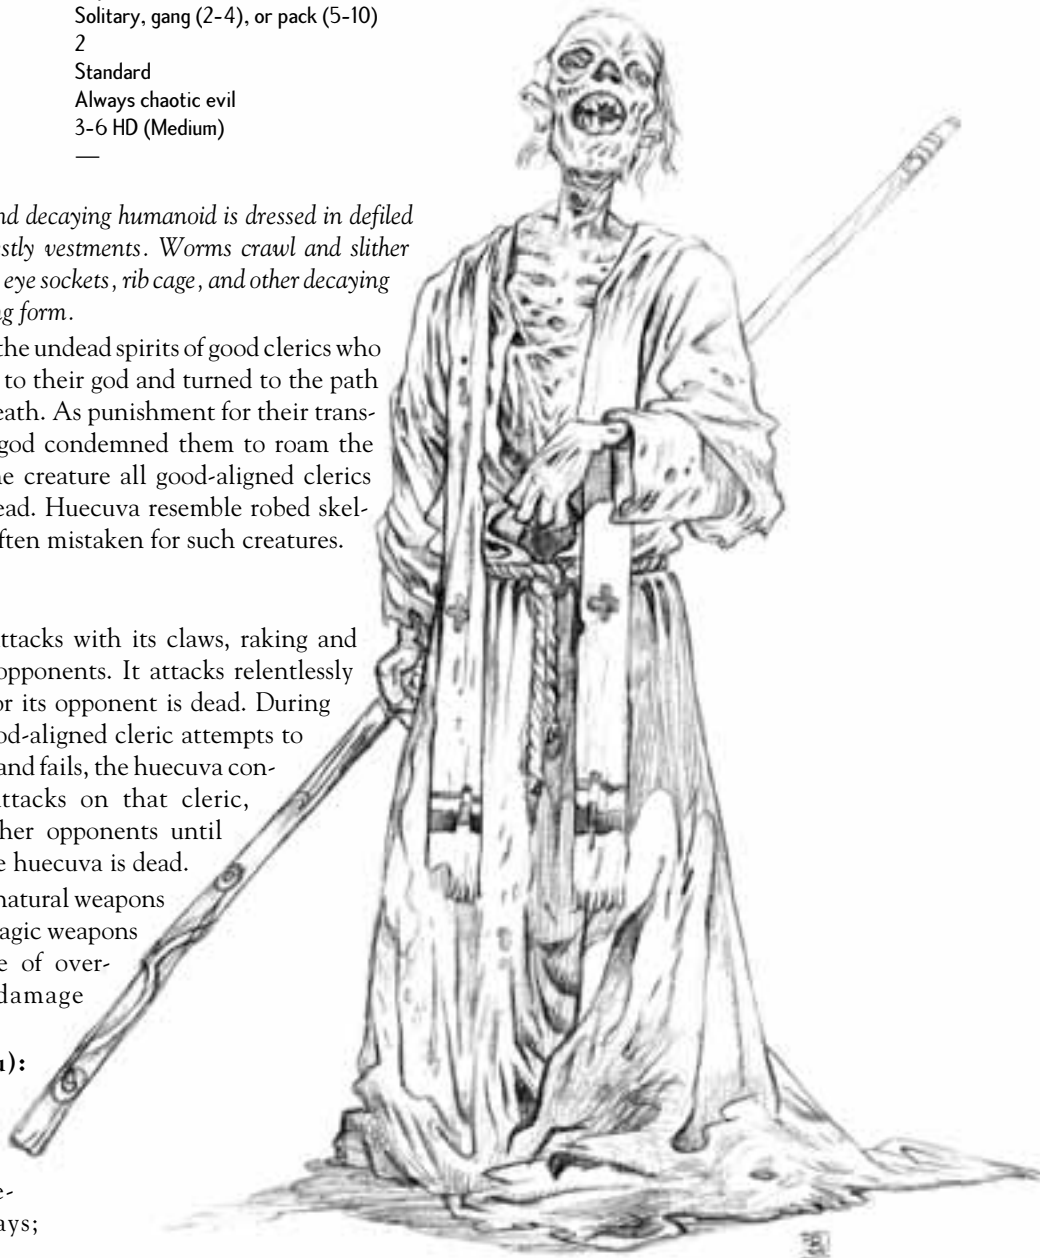 Solitary, gang (2-4), or pack (5-10)
2
Standard
Always chaotic evil
3-6 HD (Medium)
—
nd decaying humanoid is dressed in defiled
estly vestments. Worms crawl and slither
eye sockets, rib cage, and other decaying
ng form.
the undead spirits of good clerics who
to their god and turned to the path
eath. As punishment for their trans-
god condemned them to roam the
ne creature all good-aligned clerics
ead. Huecuva resemble robed skel-
ften mistaken for such creatures.
ttacks with its claws, raking and
opponents. It attacks relentlessly
or its opponent is dead. During
od-aligned cleric attempts to
and fails, the huecuva con-
ttacks on that cleric,
her opponents until
e huecuva is dead.
natural weapons
agic weapons
e of over-
damage
u):
e-
ays;